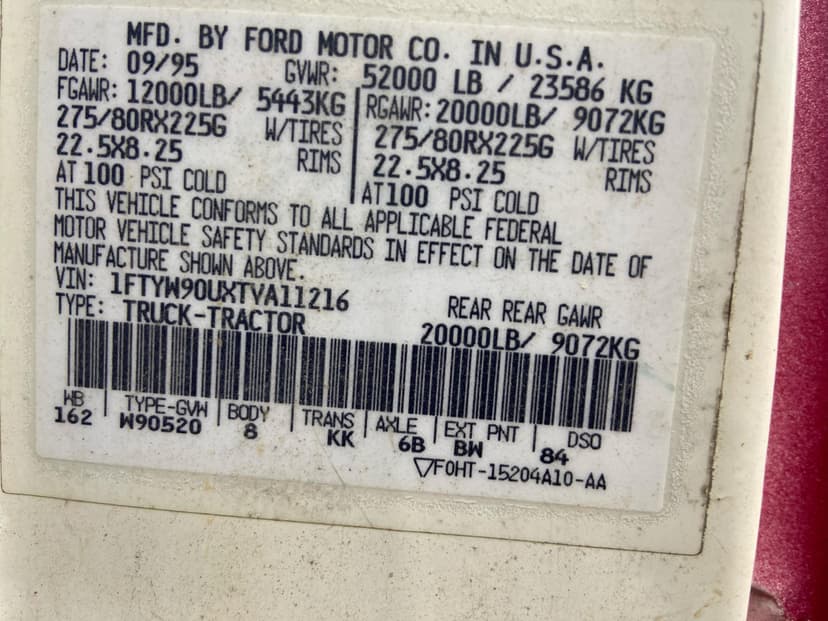 MFD. BY FORD MOTOR CO. IN U.S.A.
DATE: 09/95 GVWR: 52000 LB / 23586 KG
FGAWR: 12000LB/ 5443KG RGAWR: 20000LB/ 9072KG
275/80RX225G W/TIRES 275/80RX225G W/TIRES
22.5X8.25 RIMS 22.5X8.25 RIMS
AT 100 PSI COLD AT 100 PSI COLD
THIS VEHICLE CONFORMS TO ALL APPLICABLE FEDERAL
MOTOR VEHICLE SAFETY STANDARDS IN EFFECT ON THE DATE OF
MANUFACTURE SHOWN ABOVE.
VIN: 1FTYW90UXTVA11216 REAR REAR GAWR
TYPE: TRUCK-TRACTOR 20000LB/ 9072KG
WB TYPE-GVW BODY TRANS AXLE EXT PNT DSO
162 W90520 8 KK 6B BW 84
F0HT-15204A10-AA